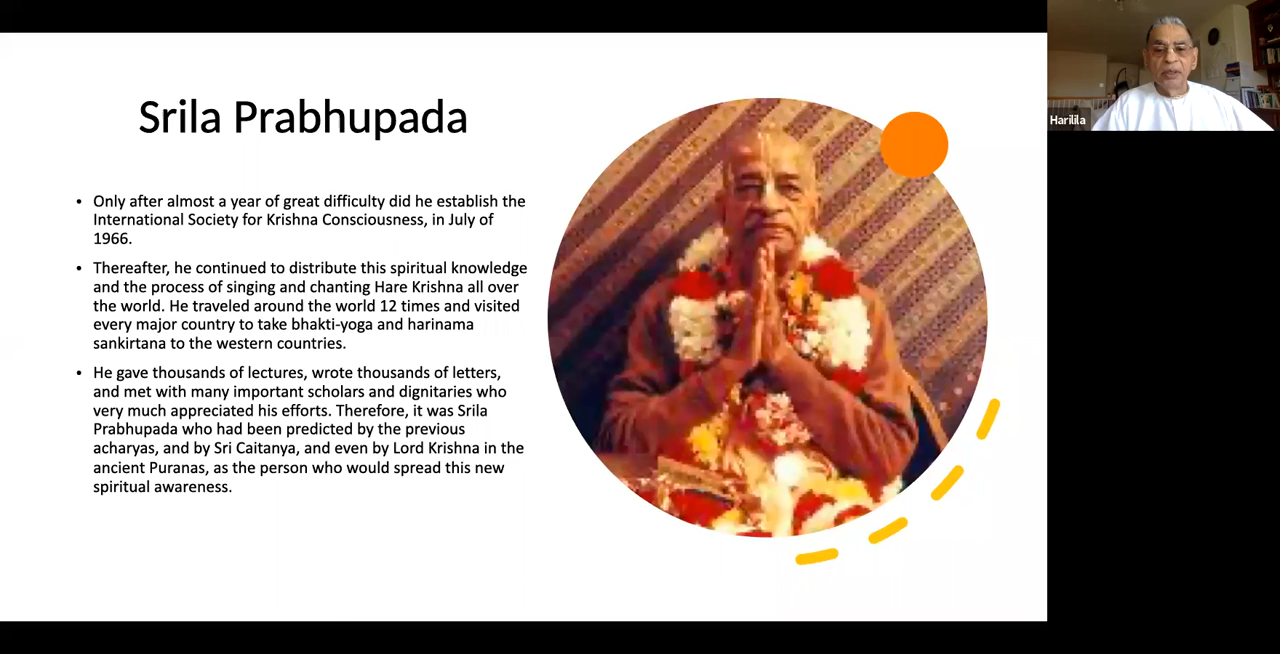 Srila Prabhupada
• Only after almost a year of great difficulty did he establish the
International Society for Krishna Consciousness, in July of
1966.
• Thereafter, he continued to distribute this spiritual knowledge
and the process of singing and chanting Hare Krishna all over
the world. He traveled around the world 12 times and visited
every major country to take bhakti-yoga and harinama
sankirtana to the western countries.
• He gave thousands of lectures, wrote thousands of letters,
and met with many important scholars and dignitaries who
very much appreciated his efforts. Therefore, it was Srila
Prabhupada who had been predicted by the previous
acharyas, and by Sri Caitanya, and even by Lord Krishna in the
ancient Puranas, as the person who would spread this new
spiritual awareness.
Harilila